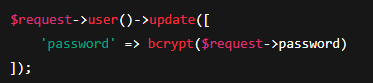 $request->user()->update([
    'password' => bcrypt($request->password)
]);